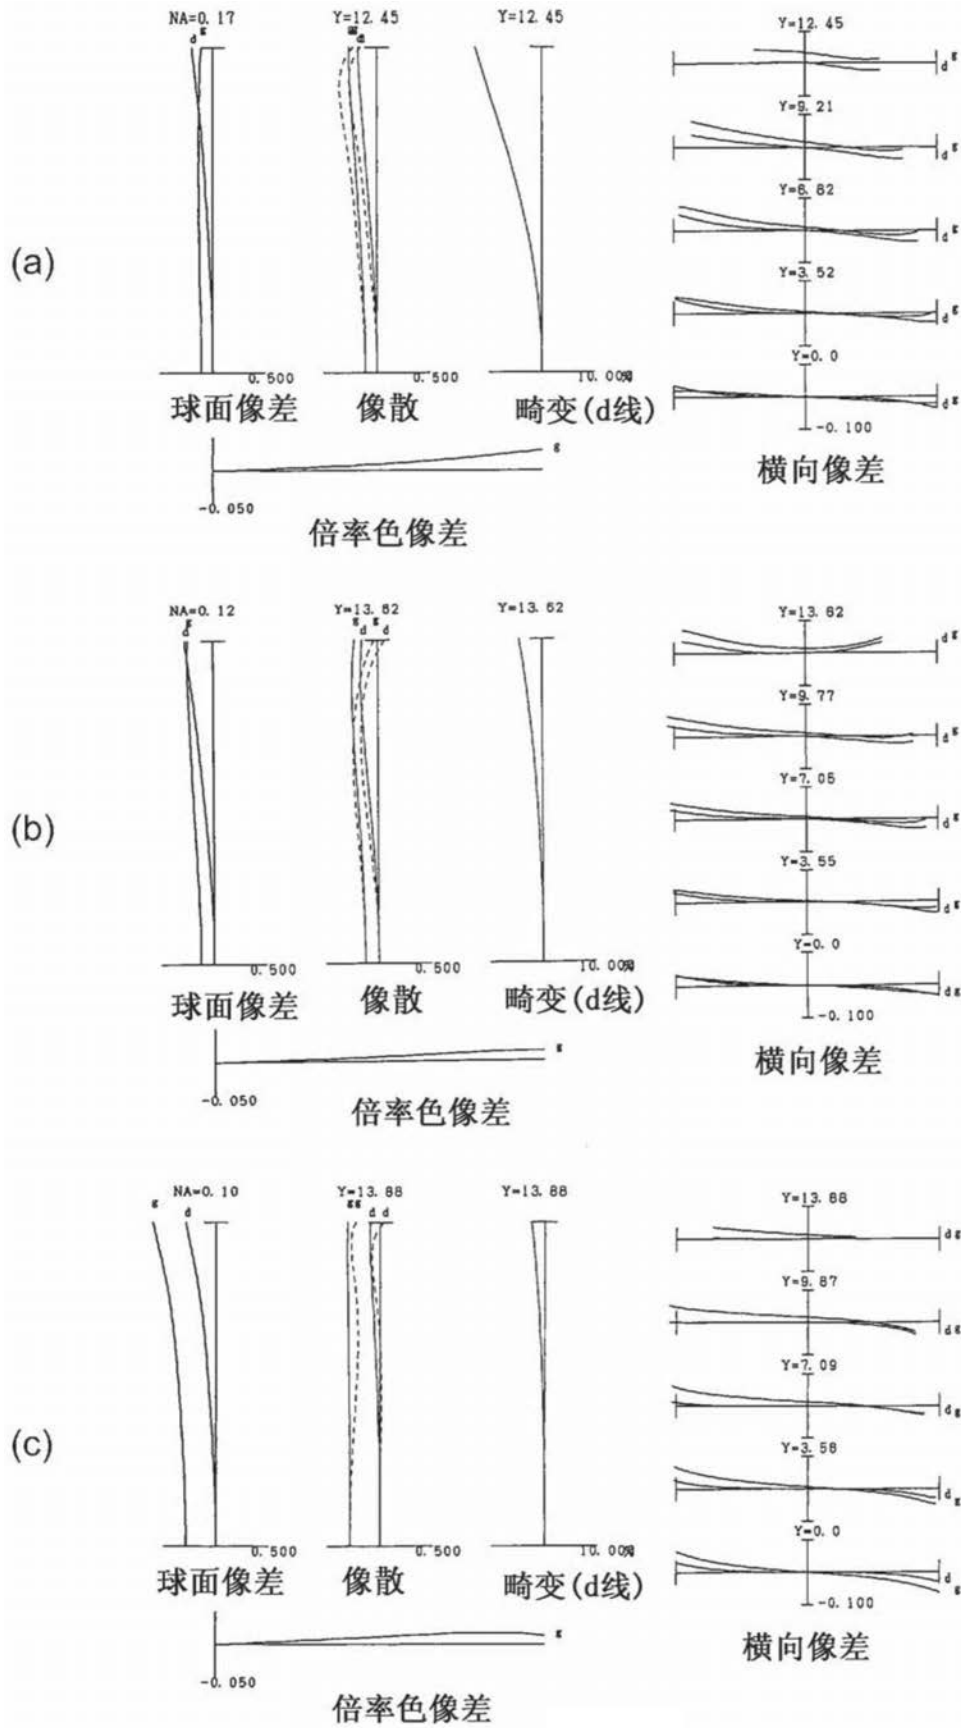 (a)
NA=0.17
d g
0.500
球面像差
Y=12.45
d
0.500
像散
Y=12.45
10.00%
畸变(d线)
g
-0.050
倍率色像差
Y=12.45
d g
Y=9.21
d g
Y=6.82
d g
Y=3.52
d g
Y=0.0
d g
-0.100
横向像差
(b)
NA=0.12
g
d
0.500
球面像差
Y=13.62
g d g d
0.500
像散
Y=13.62
10.00%
畸变(d线)
g
-0.050
倍率色像差
Y=13.62
d g
Y=9.77
d g
Y=7.05
d g
Y=3.55
d g
Y=0.0
d g
-0.100
横向像差
(c)
NA=0.10
g d
0.500
球面像差
Y=13.88
g g d d
0.500
像散
Y=13.88
10.00%
畸变(d线)
g
-0.050
倍率色像差
Y=13.88
d g
Y=9.87
d g
Y=7.09
d g
Y=3.58
d g
Y=0.0
d
g
-0.100
横向像差